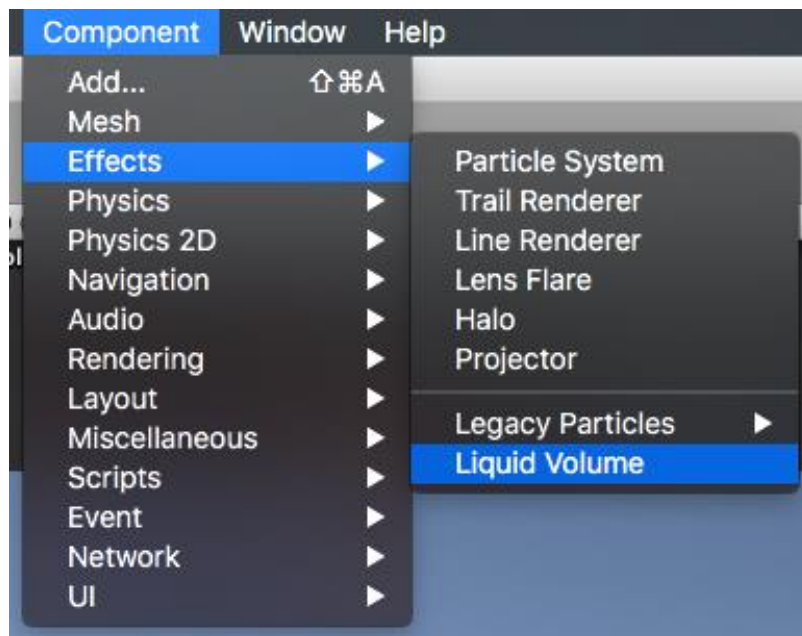 Component Window Help
Add... ⇧⌘A
Mesh
Effects
Physics
Physics 2D
Navigation
Audio
Rendering
Layout
Miscellaneous
Scripts
Event
Network
UI
Particle System
Trail Renderer
Line Renderer
Lens Flare
Halo
Projector
Legacy Particles
Liquid Volume